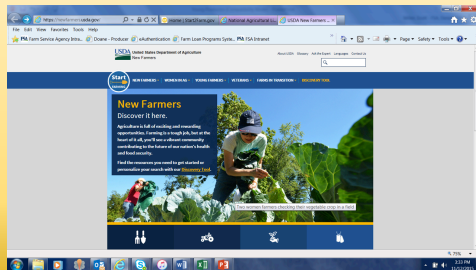 https://newfarmers.usda.gov/
Home | Start2Farm.gov
National Agricultural L...
USDA New Farmers ...
File Edit View Favorites Tools Help
FSA Farm Service Agency Intra...
Doane - Producer
eAuthentication
Farm Loan Programs Syste...
FSA Intranet
Page Safety Tools
USDA United States Department of Agriculture
New Farmers
About USDA Glossary Ask the Expert Languages Contact Us
Start
NEW FARMERS WOMEN IN AG YOUNG FARMERS VETERANS FARMS IN TRANSITION DISCOVERY TOOL
New Farmers
Discover it here.
Agriculture is full of exciting and rewarding
opportunities. Farming is a tough job, but at the
heart of it all, you'll see a vibrant community
contributing to the future of our nation's health
and food security.
Find the resources you need to get started or
personalize your search with our Discovery Tool.
Two women farmers checking their vegetable crop in a field
75%
3:33 PM